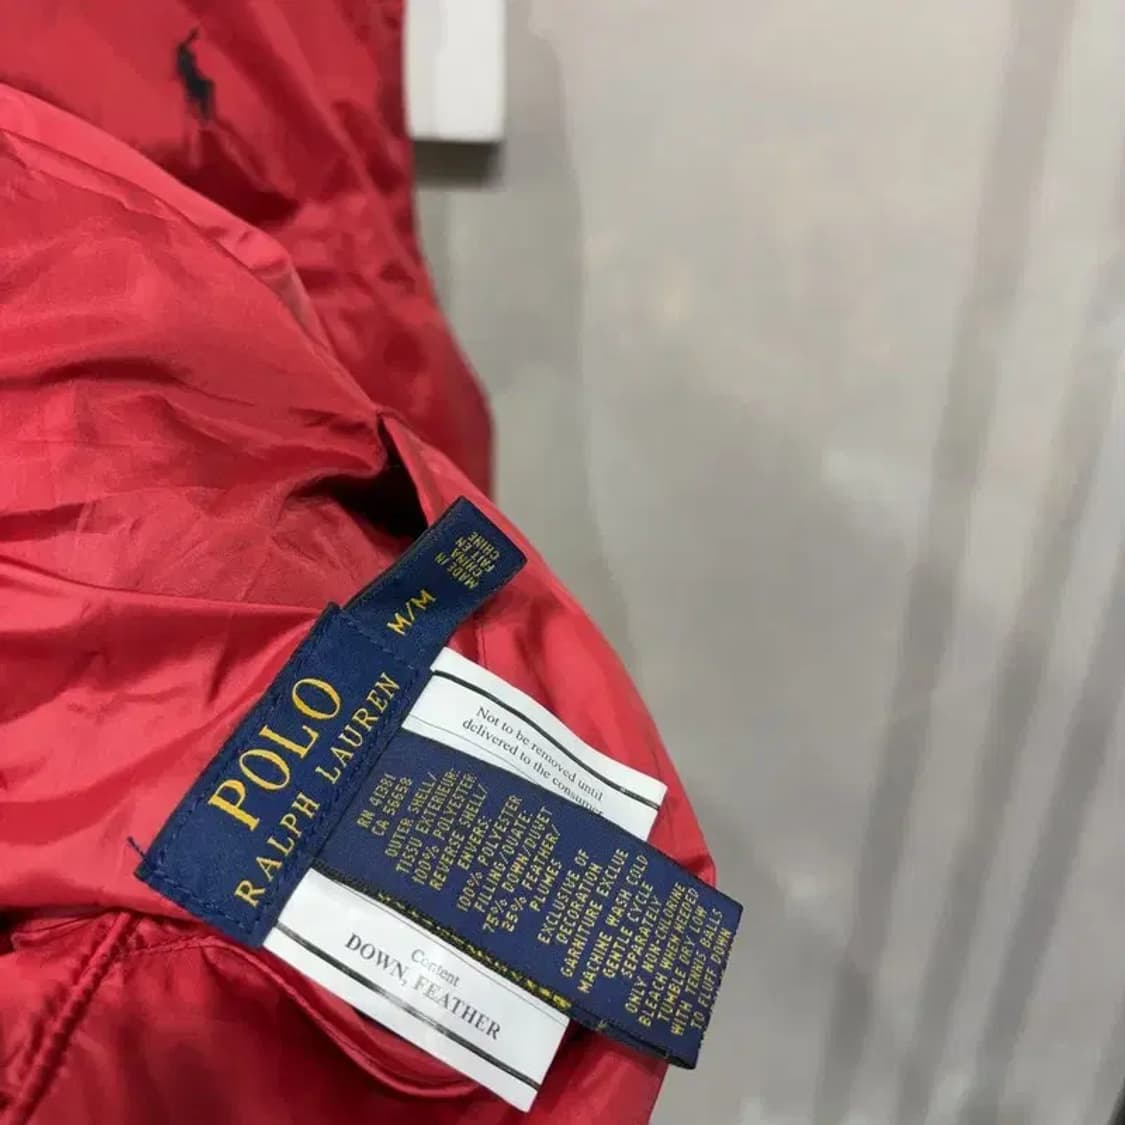 MADE IN
CHINA
FAIT EN
CHINE
M/M
POLO
RALPH LAUREN
Not to be removed until
delivered to the consumer
RN 41381
CA 56658
OUTER SHELL/
TISSU EXTÉRIEUR:
100% POLYESTER
REVERSE SHELL/
ENVERS:
100% POLYESTER
FILLING/OUATE:
75% DOWN/DUVET
25% FEATHER/
PLUMES
EXCLUSIVE OF
DECORATION
GARNITURE EXCLUE
MACHINE WASH COLD
GENTLE CYCLE
SEPARATELY
ONLY NON-CHLORINE
BLEACH WHEN NEEDED
TUMBLE DRY LOW
WITH TENNIS BALLS
TO FLUFF DOWN
Content
DOWN, FEATHER